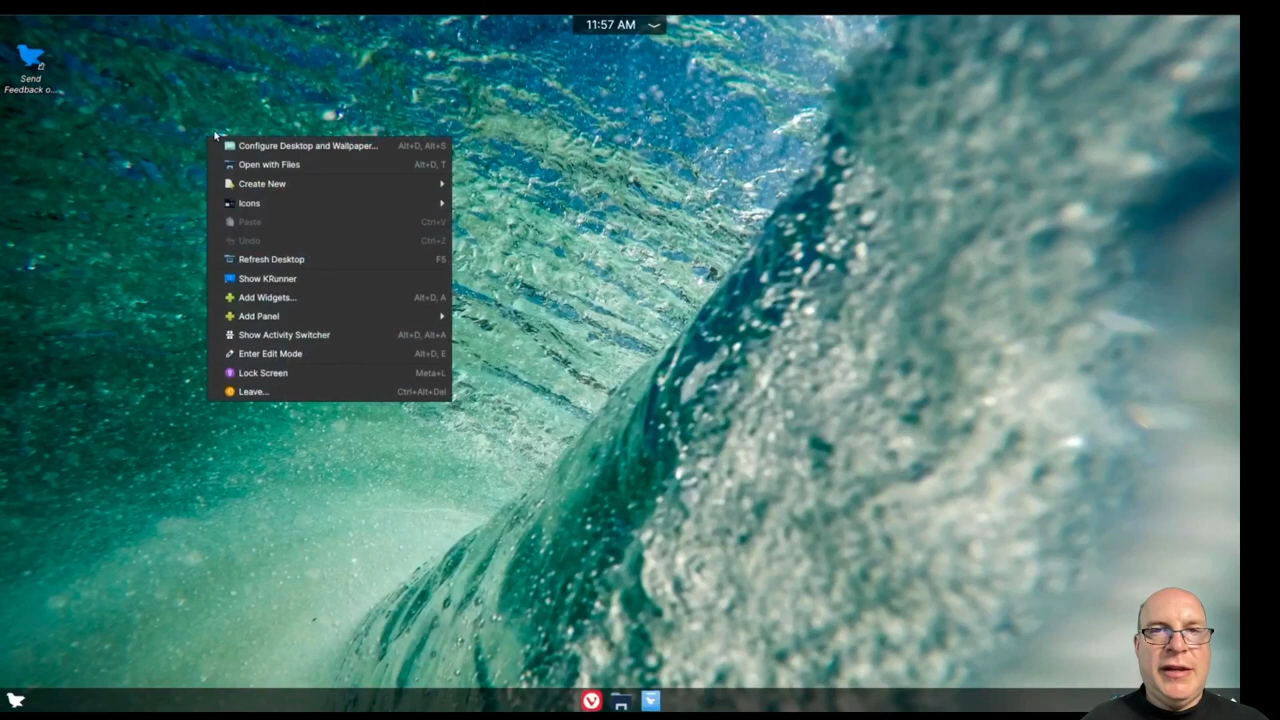 11:57 AM
Send
Feedback o...
Configure Desktop and Wallpaper... Alt+D, Alt+S
Open with Files Alt+D, T
Create New
Icons
Paste Ctrl+V
Undo Ctrl+Z
Refresh Desktop F5
Show KRunner
Add Widgets... Alt+D, A
Add Panel
Show Activity Switcher Alt+D, Alt+A
Enter Edit Mode Alt+D, E
Lock Screen Meta+L
Leave... Ctrl+Alt+Del